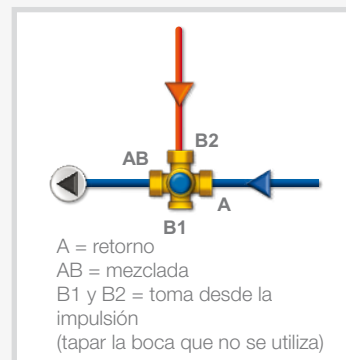 B2
AB
A
B1
A = retorno
AB = mezclada
B1 y B2 = toma desde la
impulsión
(tapar la boca que no se utiliza)